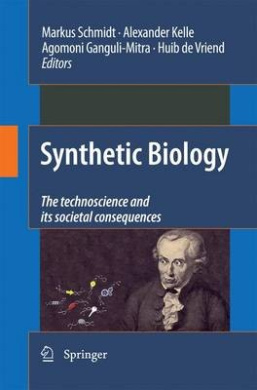 Markus Schmidt · Alexander Kelle
Agomoni Ganguli-Mitra · Huib de Vriend
Editors
Synthetic Biology
The technoscience and
its societal consequences
Springer